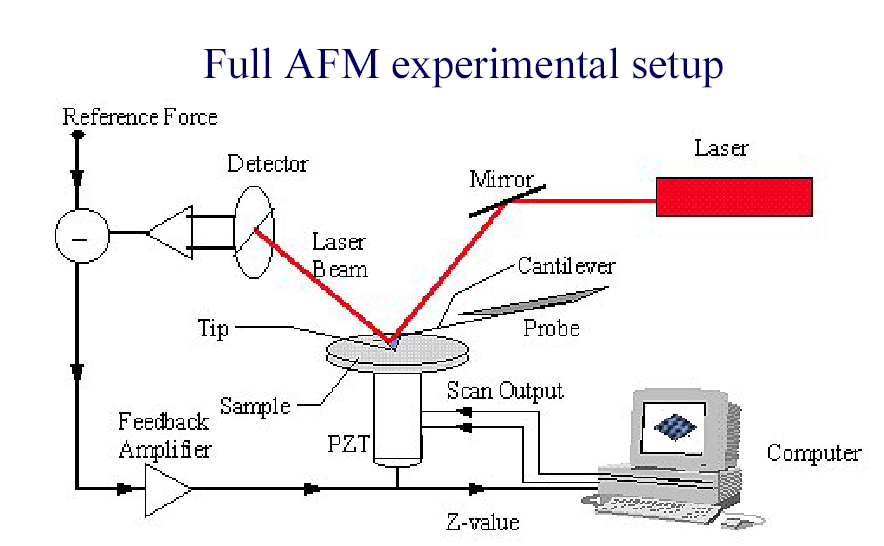 Full AFM experimental setup
Reference Force
Detector
Laser
Mirror
Laser
Beam
Cantilever
Tip
Probe
Sample
Scan Output
Feedback
Amplifier
PZT
Computer
Z-value